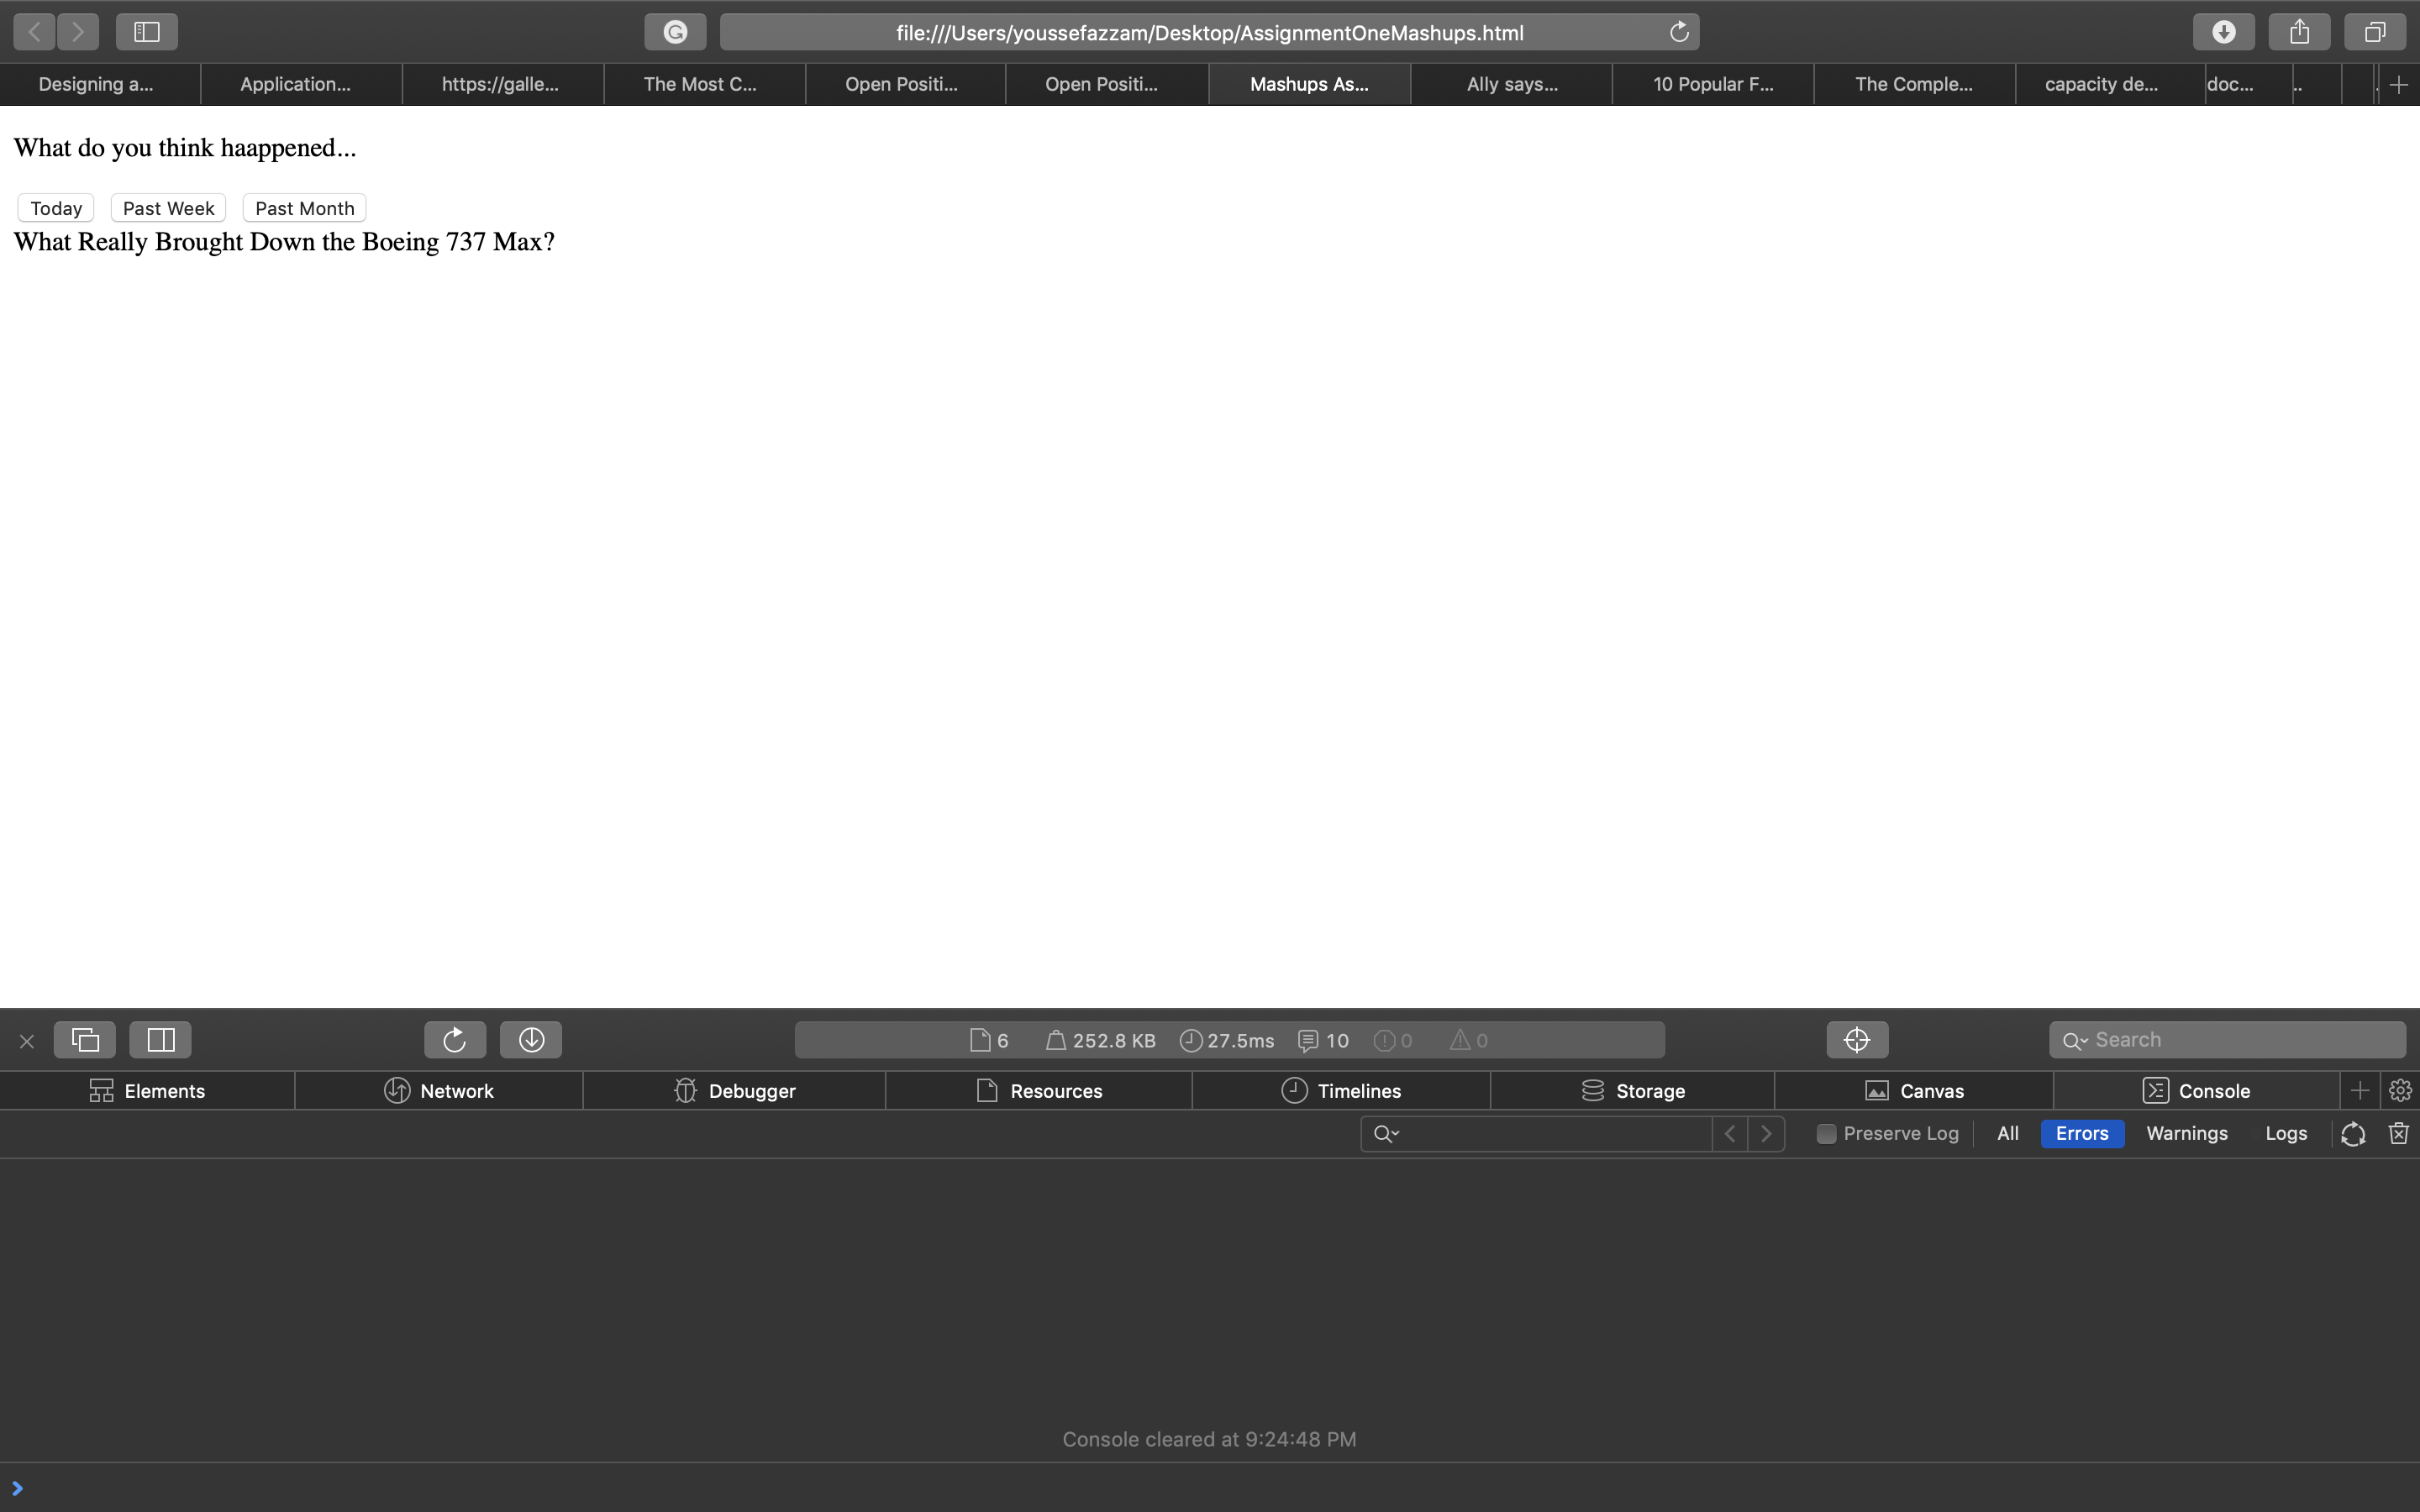 file:///Users/youssefazzam/Desktop/AssignmentOneMashups.html
Designing a... Application... https://galle... The Most C... Open Positi... Open Positi... Mashups As... Ally says... 10 Popular F... The Comple... capacity de... doc... ..
What do you think haappened...
Today Past Week Past Month
What Really Brought Down the Boeing 737 Max?
6 252.8 KB 27.5ms 10 0 0 Search
Elements Network Debugger Resources Timelines Storage Canvas Console
Preserve Log All Errors Warnings Logs
Console cleared at 9:24:48 PM